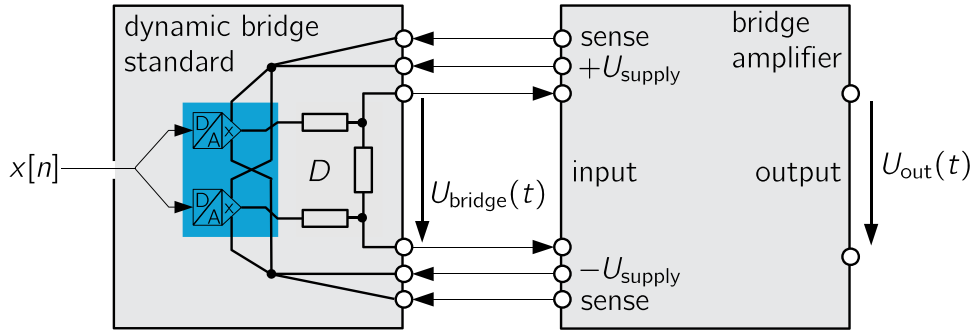 dynamic bridge
standard
D
A
x
D
A
x
D
x[n]
U_bridge(t)
sense
+U_supply
input
−U_supply
sense
bridge
amplifier
output
U_out(t)